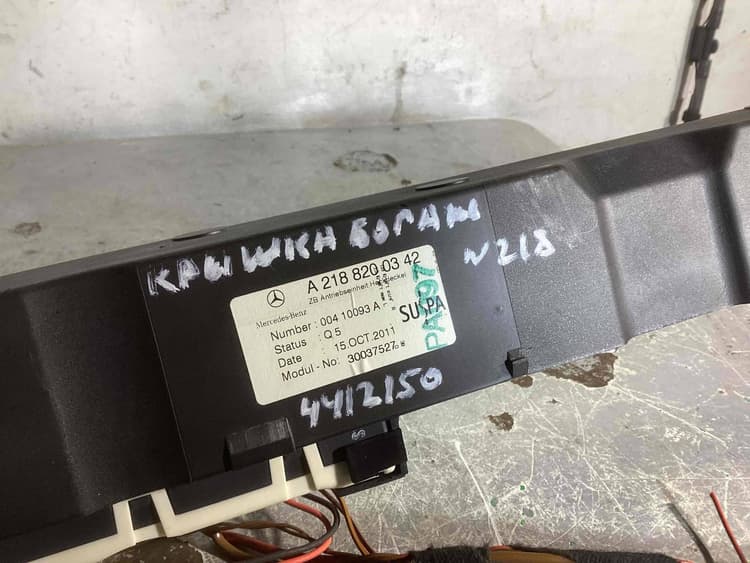 КРЫШКИ БОГАЖ
W218
A 218 820 03 42
ZB Antriebseinheit Heckdeckel
Mercedes-Benz
Number : 004 10093 A
Status : Q 5
Date : 15.OCT.2011
Modul-No: 30037527
SUSPA
4412150